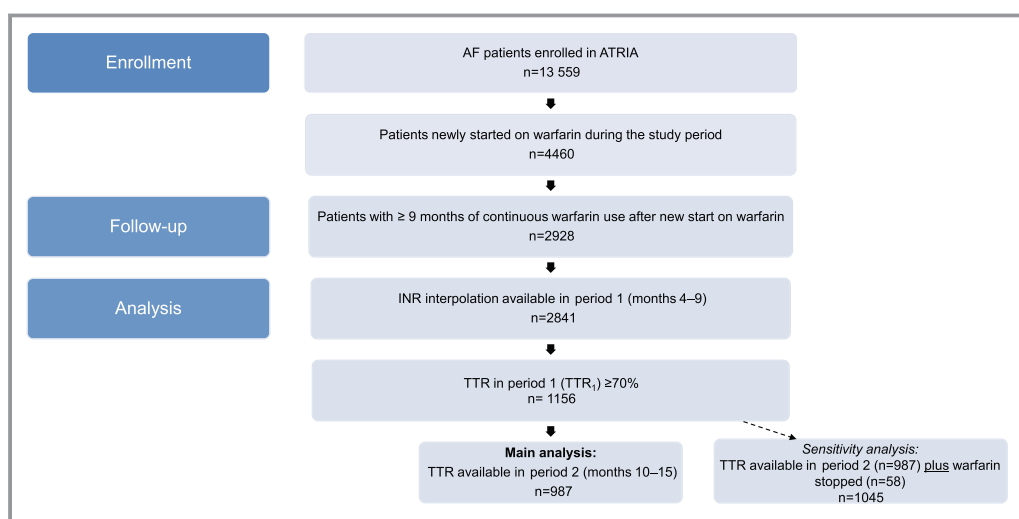 Enrollment
AF patients enrolled in ATRIA
n=13 559
Patients newly started on warfarin during the study period
n=4460
Follow-up
Patients with ≥ 9 months of continuous warfarin use after new start on warfarin
n=2928
Analysis
INR interpolation available in period 1 (months 4–9)
n=2841
TTR in period 1 (TTR₁) ≥70%
n= 1156
Main analysis:
TTR available in period 2 (months 10–15)
n=987
Sensitivity analysis:
TTR available in period 2 (n=987) plus warfarin
stopped (n=58)
n=1045